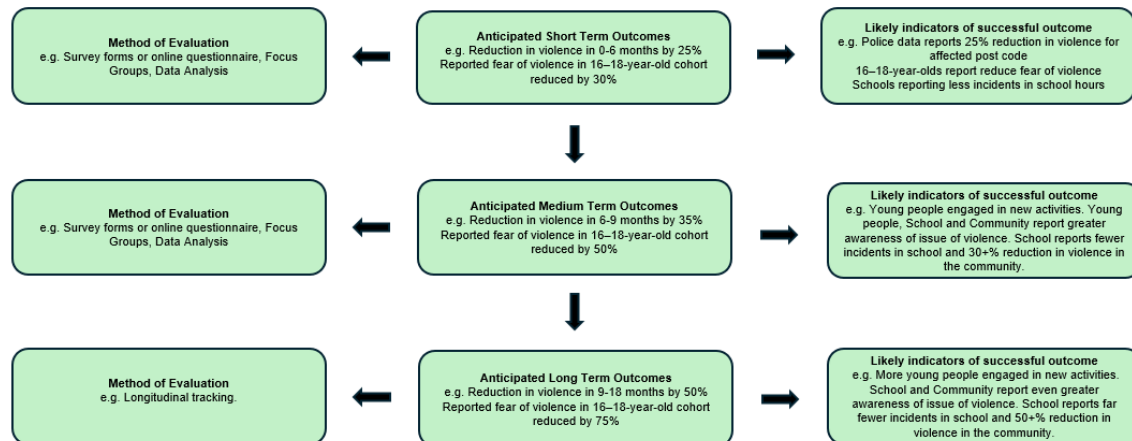 Method of Evaluation
e.g. Survey forms or online questionnaire, Focus
Groups, Data Analysis
Anticipated Short Term Outcomes
e.g. Reduction in violence in 0-6 months by 25%
Reported fear of violence in 16–18-year-old cohort
reduced by 30%
Likely indicators of successful outcome
e.g. Police data reports 25% reduction in violence for
affected post code
16–18-year-olds report reduce fear of violence
Schools reporting less incidents in school hours
Method of Evaluation
e.g. Survey forms or online questionnaire, Focus
Groups, Data Analysis
Anticipated Medium Term Outcomes
e.g. Reduction in violence in 6-9 months by 35%
Reported fear of violence in 16–18-year-old cohort
reduced by 50%
Likely indicators of successful outcome
e.g. Young people engaged in new activities. Young
people, School and Community report greater
awareness of issue of violence. School reports fewer
incidents in school and 30+% reduction in violence in
the community.
Method of Evaluation
e.g. Longitudinal tracking.
Anticipated Long Term Outcomes
e.g. Reduction in violence in 9-18 months by 50%
Reported fear of violence in 16–18-year-old cohort
reduced by 75%
Likely indicators of successful outcome
e.g. More young people engaged in new activities.
School and Community report even greater
awareness of issue of violence. School reports far
fewer incidents in school and 50+% reduction in
violence in the community.